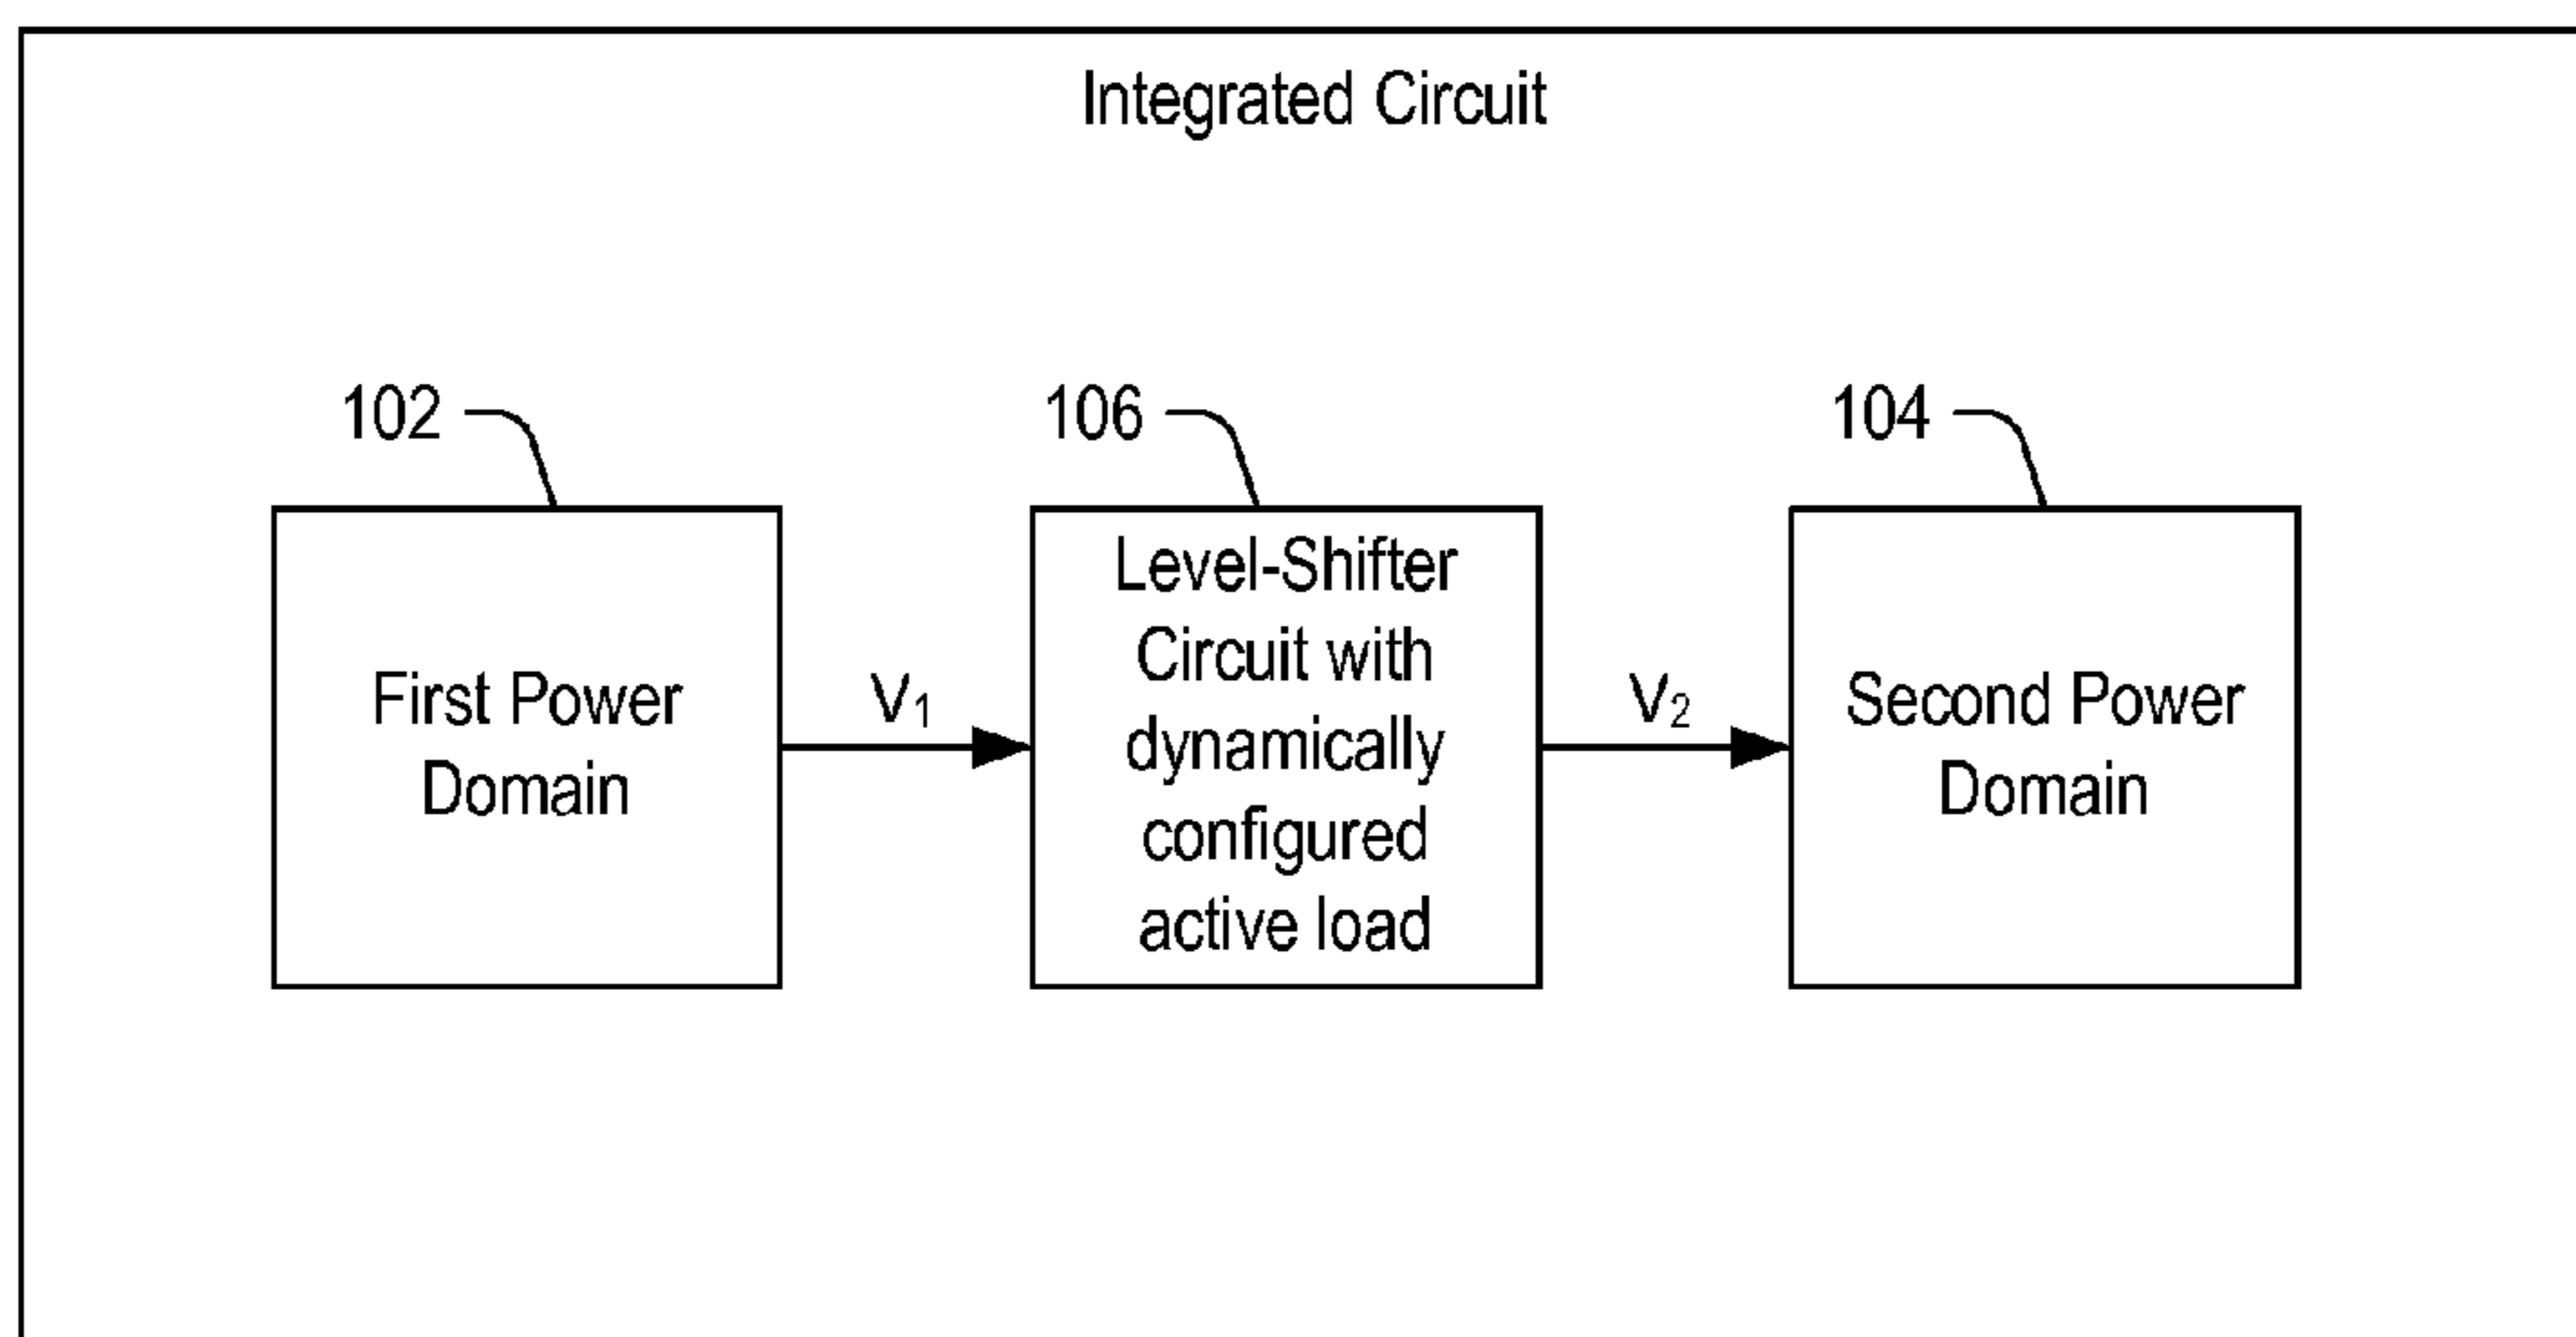 Integrated Circuit
102
106
104
First Power
Domain
V₁
Level-Shifter
Circuit with
dynamically
configured
active load
V₂
Second Power
Domain